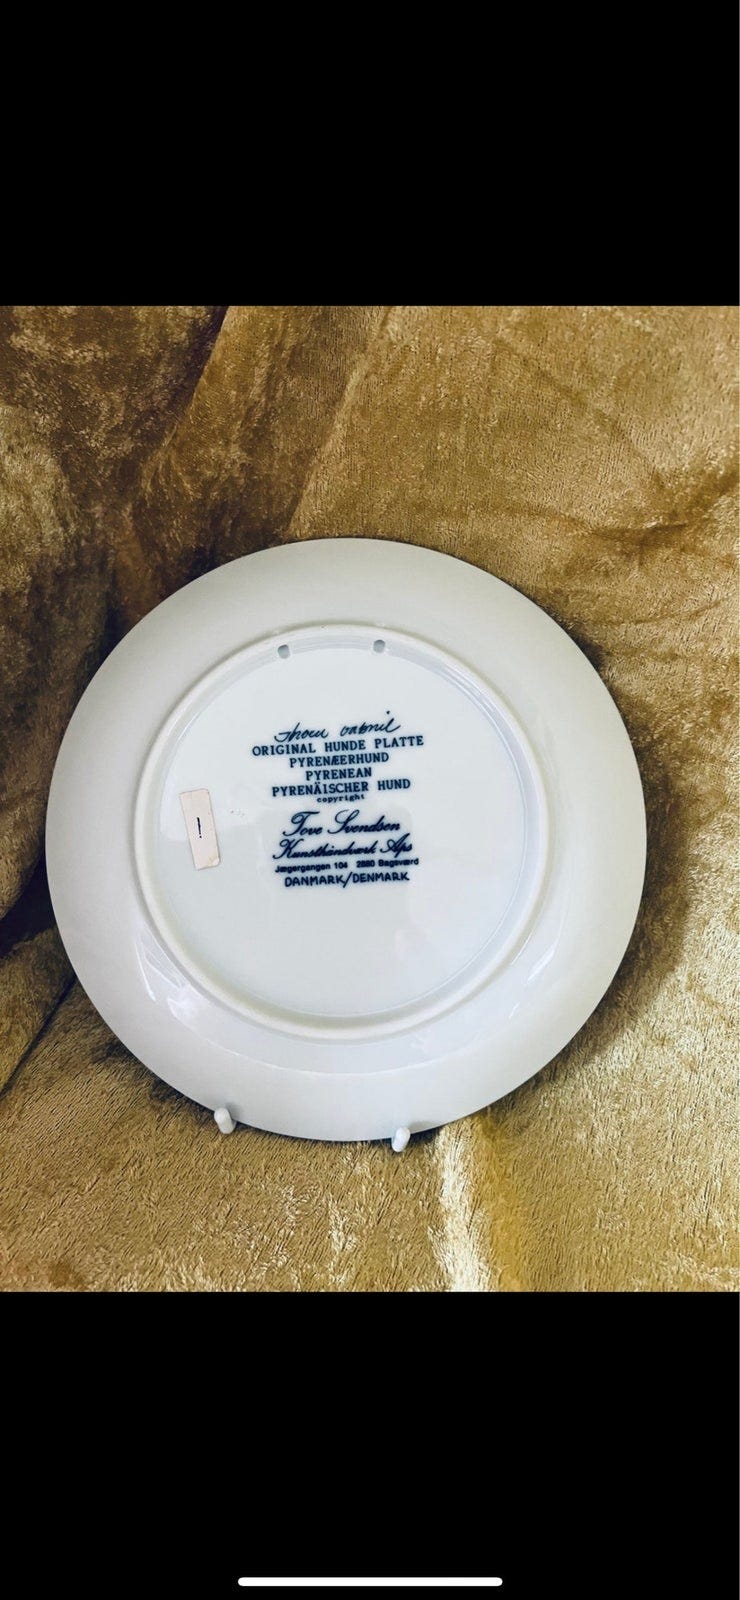 ORIGINAL HUNDE PLATTE
PYRENÆERHUND
PYRENEAN
PYRENÄISCHER HUND
copyright
Tove Svendsen
Kunsthåndværk Aps
Jægergangen 104 2880 Bagsværd
DANMARK/DENMARK